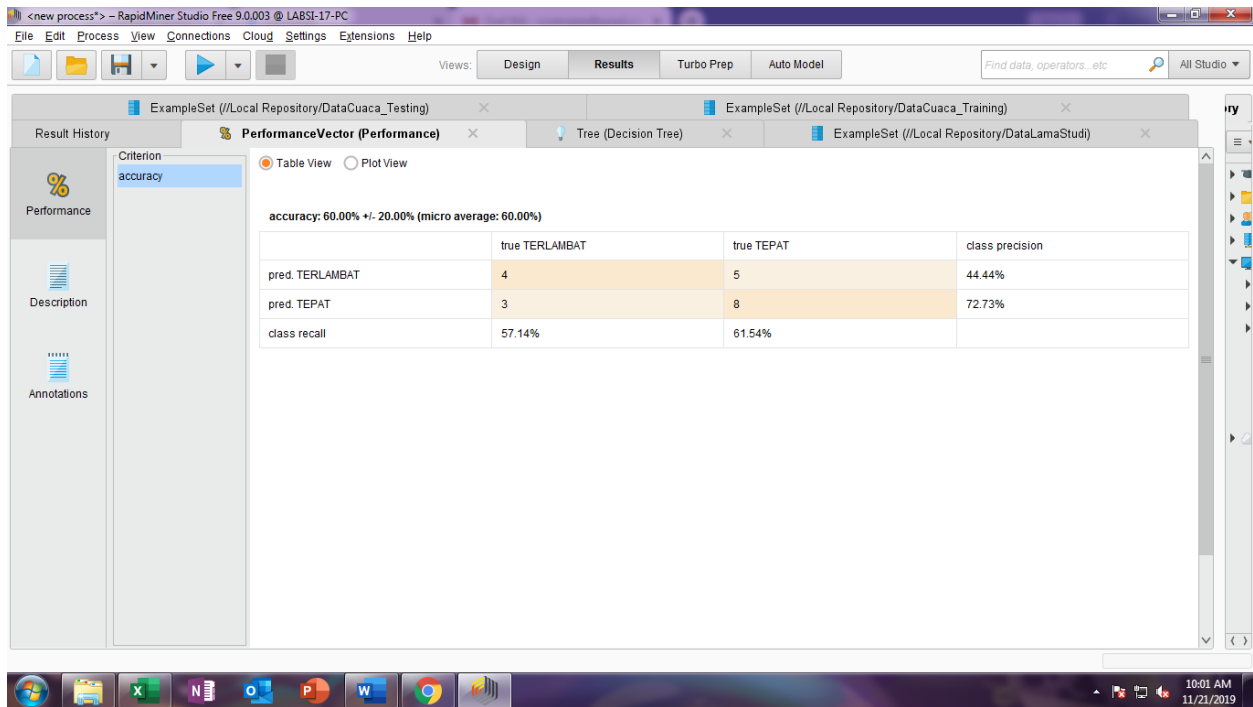 <new process*> – RapidMiner Studio Free 9.0.003 @ LABSI-17-PC
File Edit Process View Connections Cloud Settings Extensions Help
Views: Design Results Turbo Prep Auto Model Find data, operators...etc All Studio
ExampleSet (//Local Repository/DataCuaca_Testing) ExampleSet (//Local Repository/DataCuaca_Training) ry
Result History PerformanceVector (Performance) Tree (Decision Tree) ExampleSet (//Local Repository/DataLamaStudi)
Criterion
accuracy
Performance
Description
Annotations
Table View Plot View
accuracy: 60.00% +/- 20.00% (micro average: 60.00%)
true TERLAMBAT true TEPAT class precision
pred. TERLAMBAT 4 5 44.44%
pred. TEPAT 3 8 72.73%
class recall 57.14% 61.54%
10:01 AM
11/21/2019